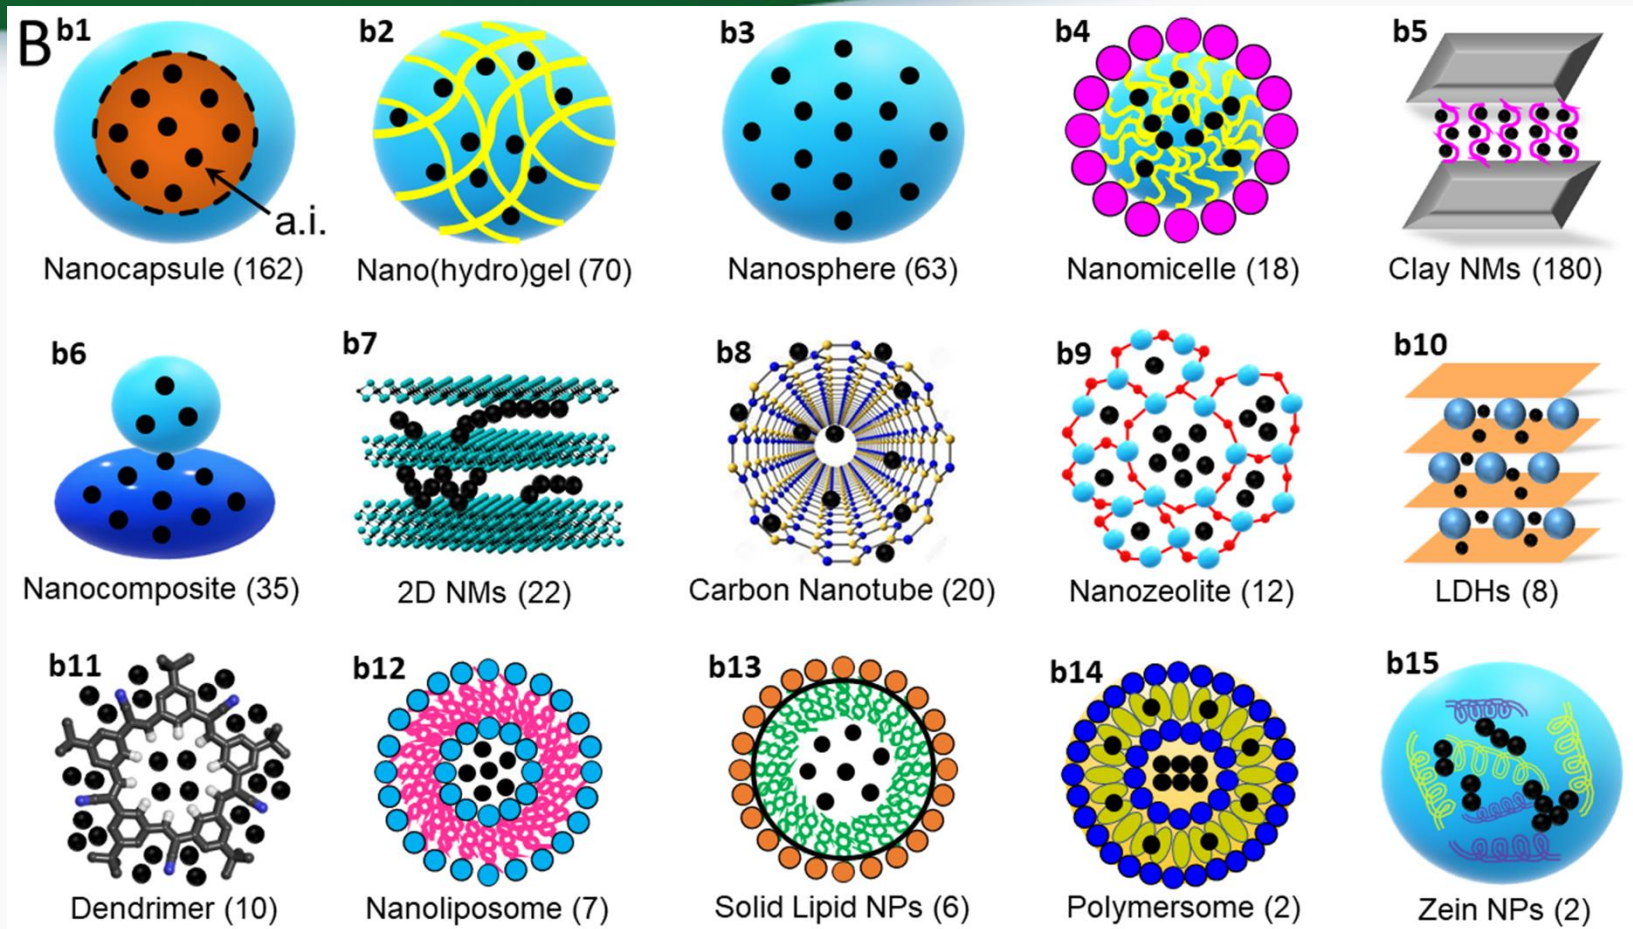 B
b1
b2
b3
b4
b5
a.i.
Nanocapsule (162)
Nano(hydro)gel (70)
Nanosphere (63)
Nanomicelle (18)
Clay NMs (180)
b6
b7
b8
b9
b10
Nanocomposite (35)
2D NMs (22)
Carbon Nanotube (20)
Nanozeolite (12)
LDHs (8)
b11
b12
b13
b14
b15
Dendrimer (10)
Nanoliposome (7)
Solid Lipid NPs (6)
Polymersome (2)
Zein NPs (2)